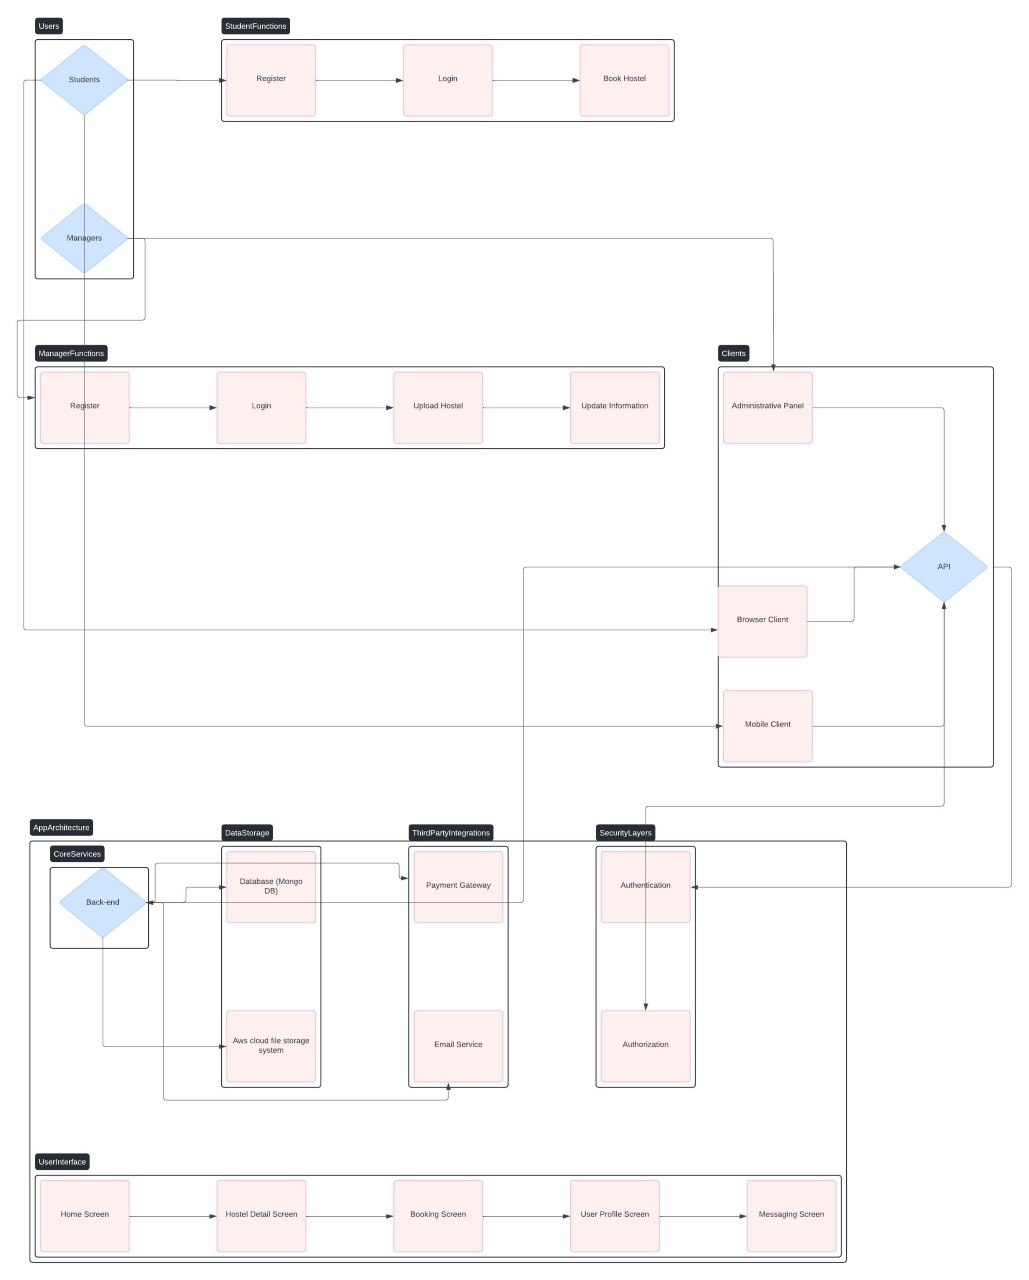 Users
StudentFunctions
Students
Register
Login
Book Hostel
Managers
ManagerFunctions
Clients
Register
Login
Upload Hostel
Update Information
Administrative Panel
API
Browser Client
Mobile Client
AppArchitecture
CoreServices
DataStorage
ThirdPartyIntegrations
SecurityLayers
Back-end
Database (Mongo
DB)
Payment Gateway
Authentication
Aws cloud file storage
system
Email Service
Authorization
UserInterface
Home Screen
Hostel Detail Screen
Booking Screen
User Profile Screen
Messaging Screen